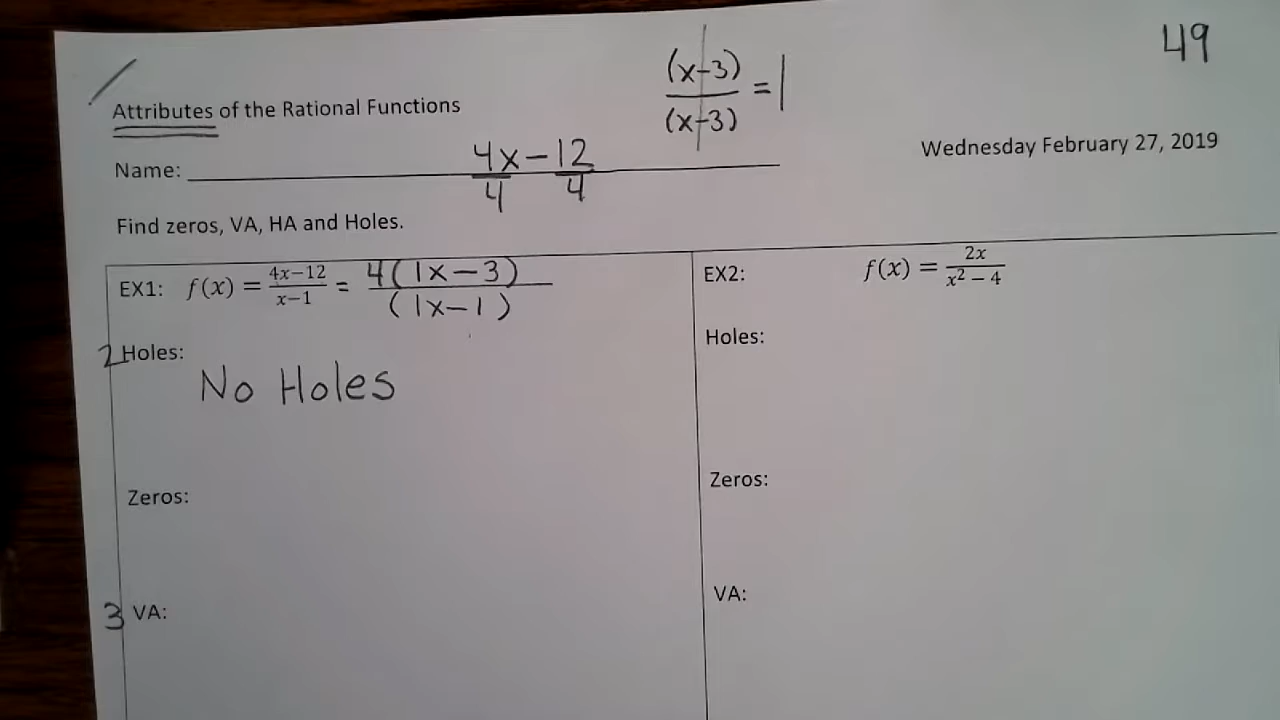 49
(x-3)
/(x-3) = 1
Attributes of the Rational Functions
Wednesday February 27, 2019
Name:
4x - 12
/4 /4
Find zeros, VA, HA and Holes.
EX1: f(x) = (4x-12)/(x-1) = 4(1x-3)/(1x-1)
2 Holes:
No Holes
Zeros:
3 VA:
EX2: f(x) = 2x/(x² - 4)
Holes:
Zeros:
VA: